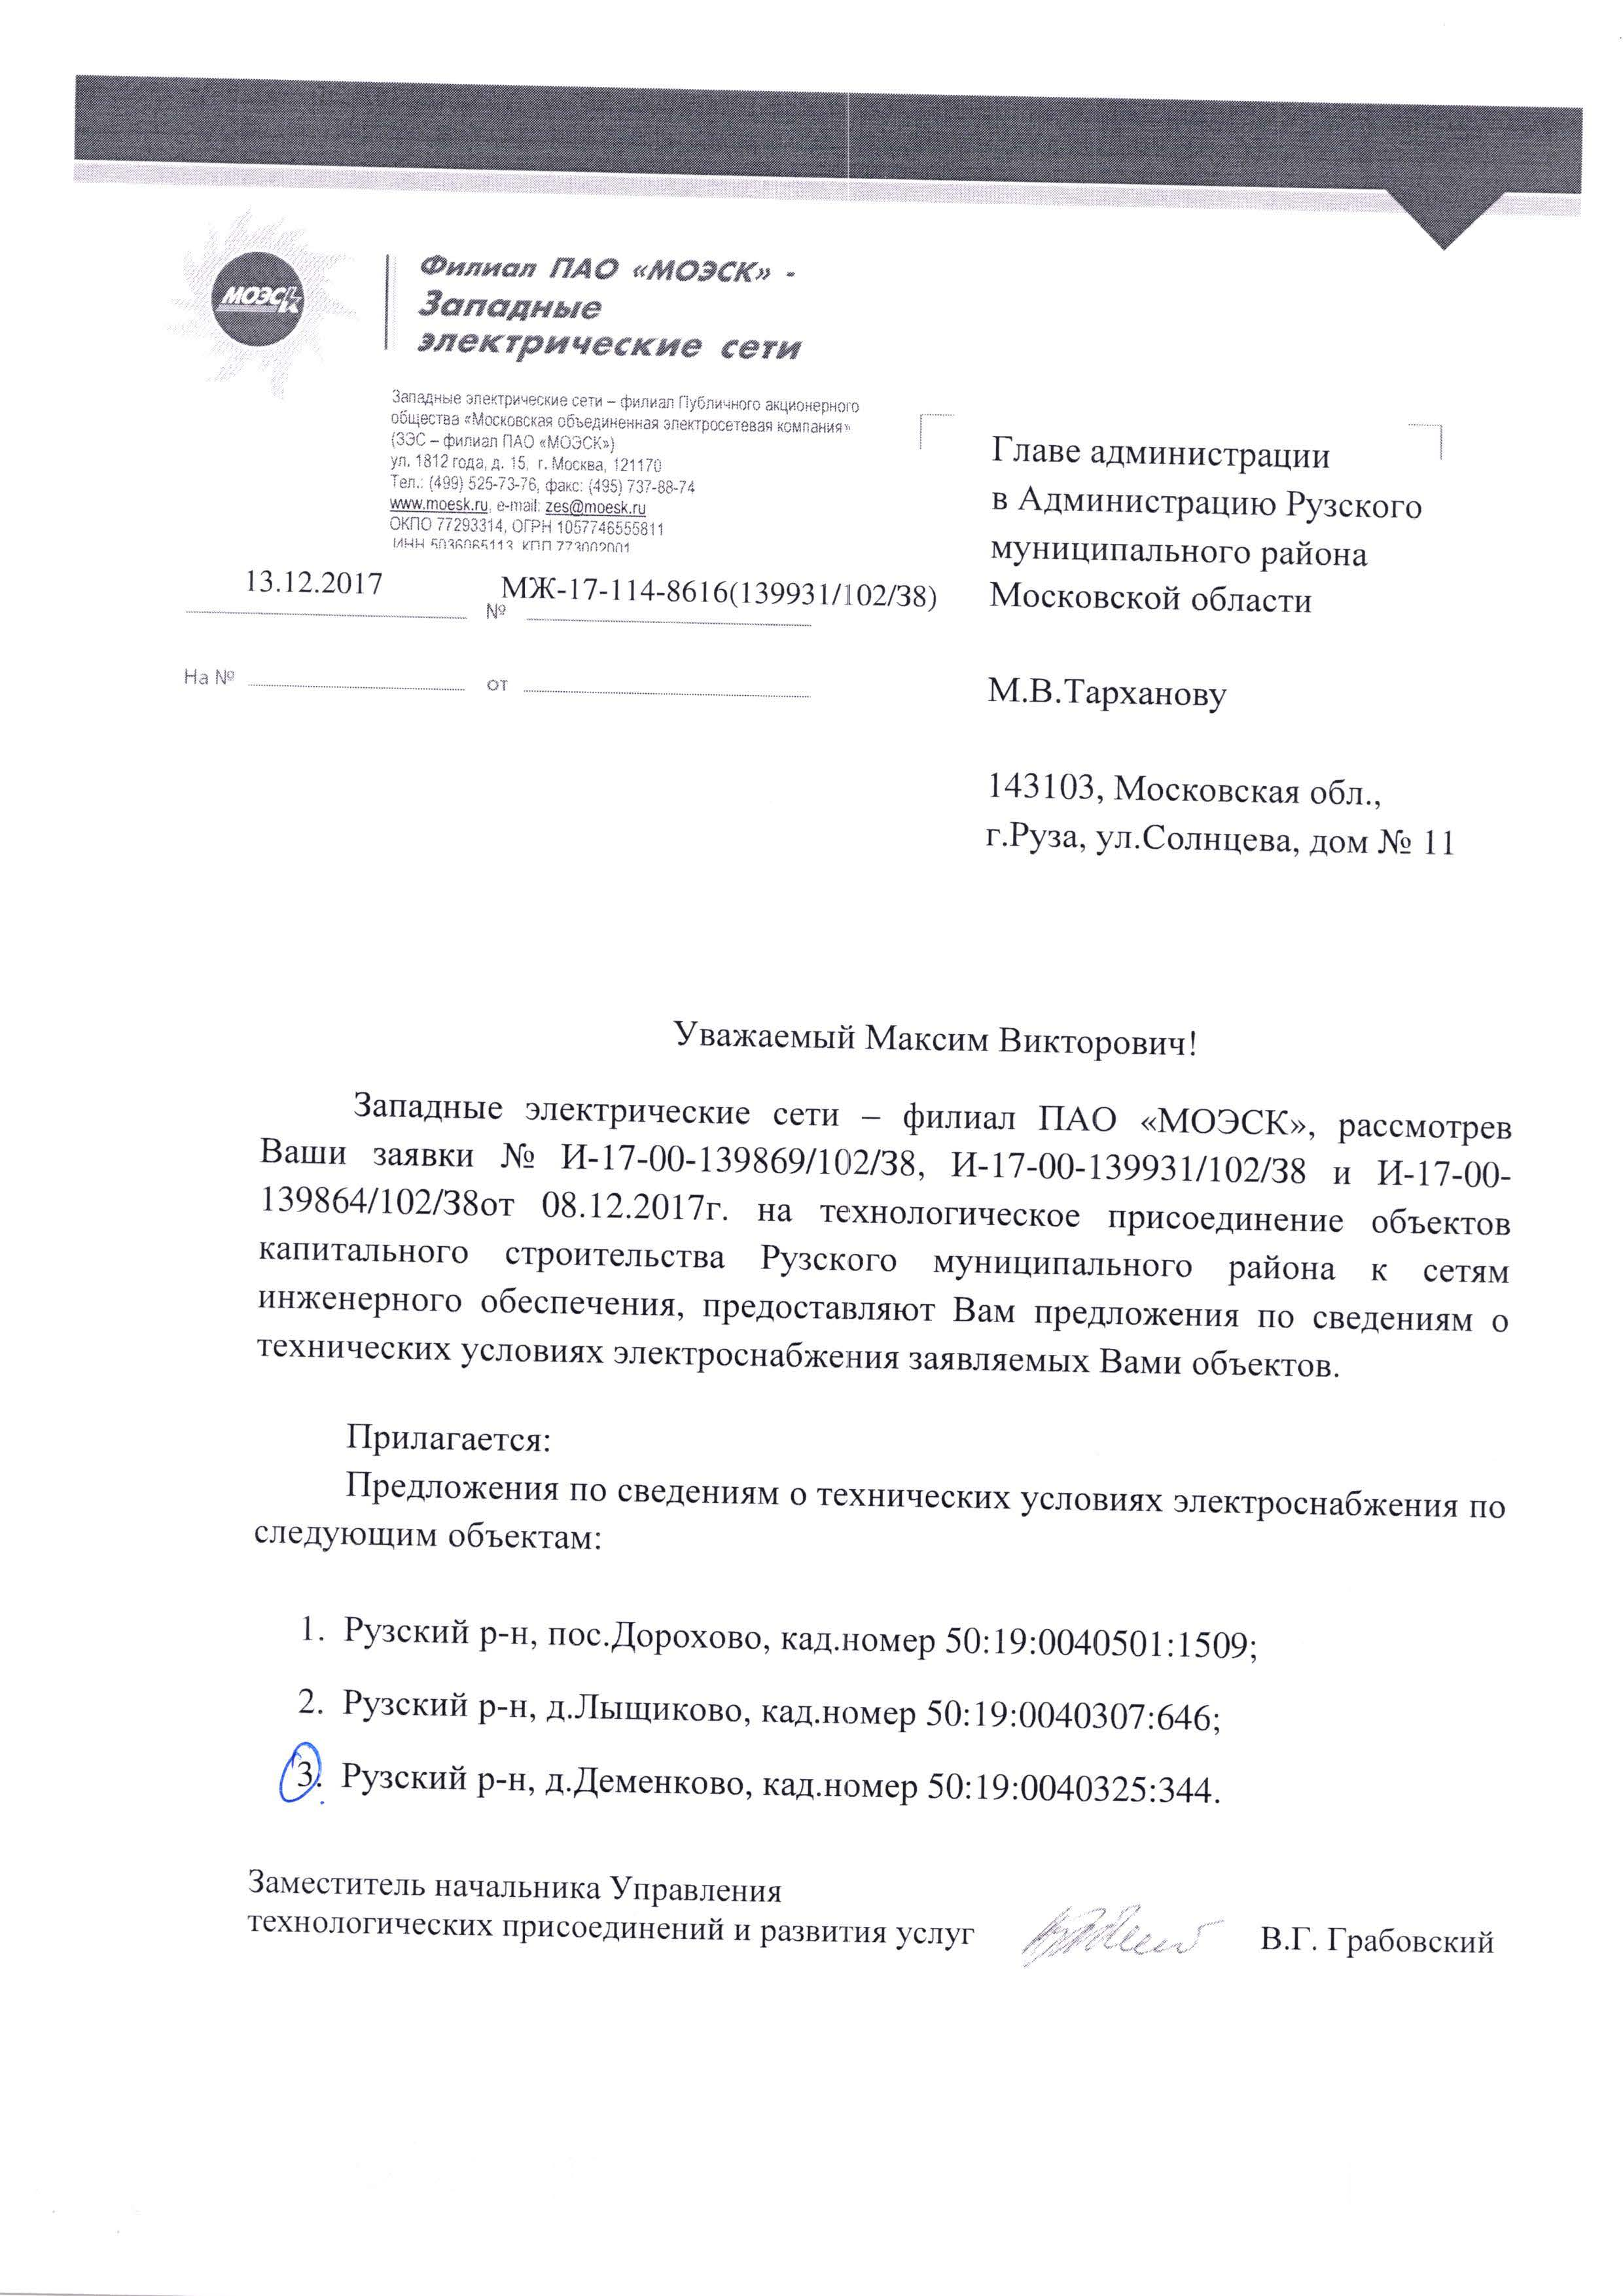 МОЭСК
Филиал ПАО «МОЭСК» -
Западные
электрические сети
Западные электрические сети – филиал Публичного акционерного
общества «Московская объединенная электросетевая компания»
(ЗЭС – филиал ПАО «МОЭСК»)
ул. 1812 года, д. 15, г. Москва, 121170
Тел.: (499) 525-73-76, факс: (495) 737-88-74
www.moesk.ru, e-mail: zes@moesk.ru
ОКПО 77293314, ОГРН 1057746555811
ИНН 5036065113, КПП 773002001
13.12.2017 № МЖ-17-114-8616(139931/102/З8)
На № от
Главе администрации
в Администрацию Рузского
муниципального района
Московской области
М.В.Тарханову
143103, Московская обл.,
г.Руза, ул.Солнцева, дом № 11
Уважаемый Максим Викторович!
Западные электрические сети – филиал ПАО «МОЭСК», рассмотрев
Ваши заявки № И-17-00-139869/102/З8, И-17-00-139931/102/З8 и И-17-00-
139864/102/З8от 08.12.2017г. на технологическое присоединение объектов
капитального строительства Рузского муниципального района к сетям
инженерного обеспечения, предоставляют Вам предложения по сведениям о
технических условиях электроснабжения заявляемых Вами объектов.
Прилагается:
Предложения по сведениям о технических условиях электроснабжения по
следующим объектам:
1. Рузский р-н, пос.Дорохово, кад.номер 50:19:0040501:1509;
2. Рузский р-н, д.Лыщиково, кад.номер 50:19:0040307:646;
3. Рузский р-н, д.Деменково, кад.номер 50:19:0040325:344.
Заместитель начальника Управления
технологических присоединений и развития услуг В.Г. Грабовский